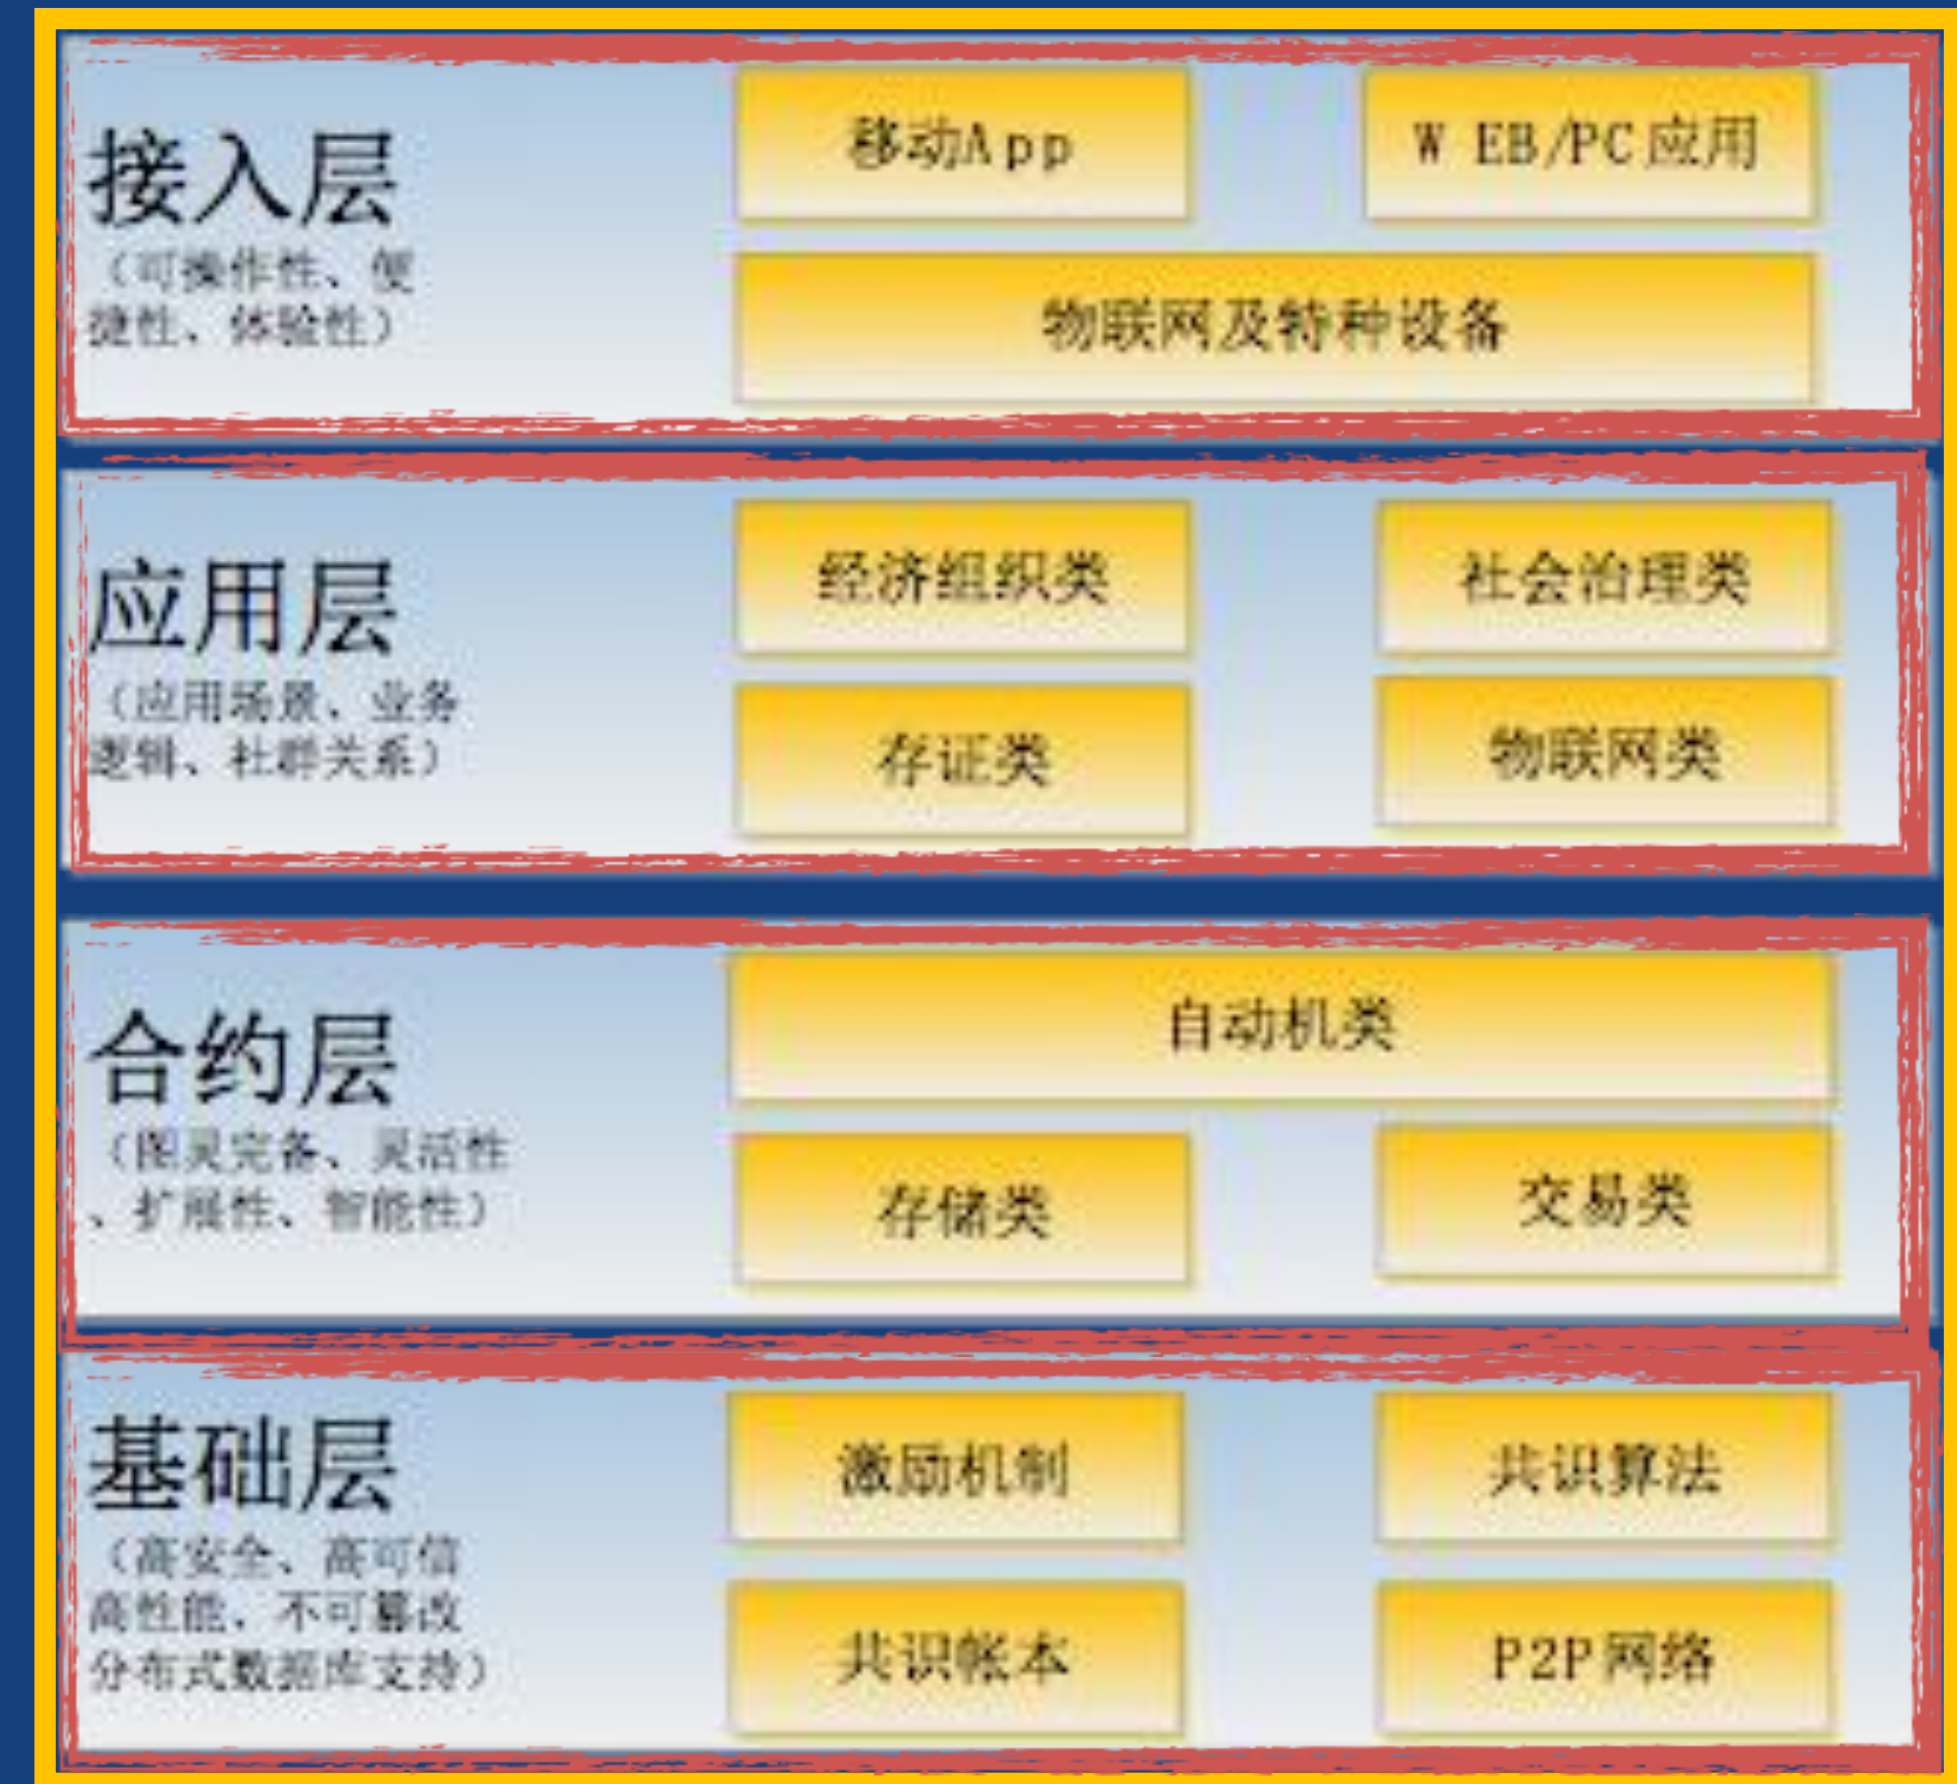 接入层
（可操作性、便
捷性、体验性）
移动App
WEB/PC应用
物联网及特种设备
应用层
（应用场景、业务
逻辑、社群关系）
经济组织类
社会治理类
存证类
物联网类
合约层
（图灵完备、灵活性
、扩展性、智能性）
自动机类
存储类
交易类
基础层
（高安全、高可信
高性能、不可篡改
分布式数据库支持）
激励机制
共识算法
共识帐本
P2P网络